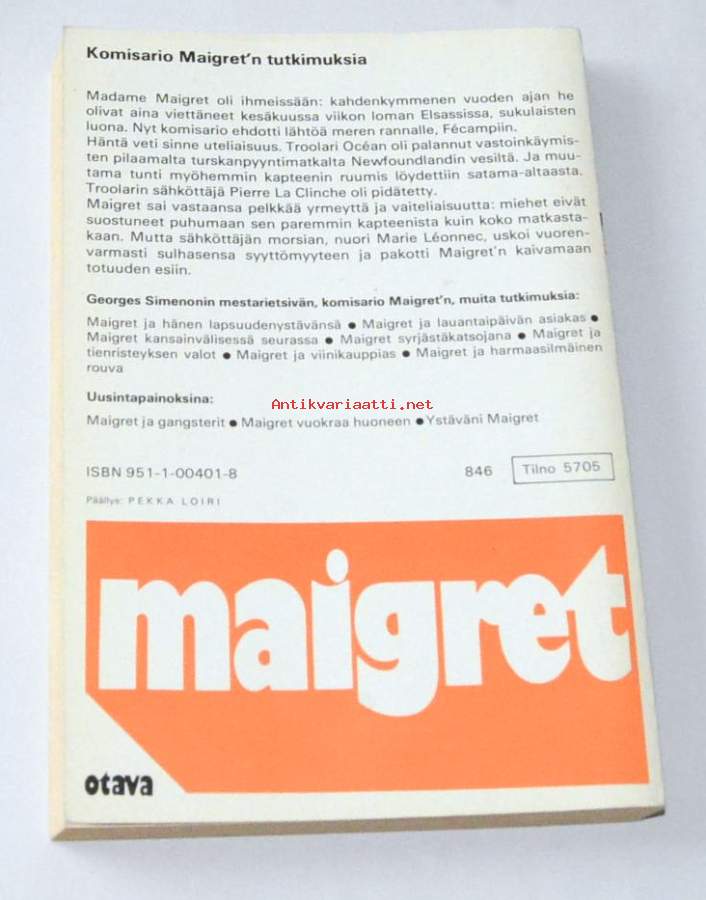 Komisario Maigret'n tutkimuksia
Madame Maigret oli ihmeissään: kahdenkymmenen vuoden ajan he
olivat aina viettäneet kesäkuussa viikon loman Elsassissa, sukulaisten
luona. Nyt komisario ehdotti lähtöä meren rannalle, Fécampiin.
Häntä veti sinne uteliaisuus. Troolari Océan oli palannut vastoinkäymis-
ten pilaamalta turskanpyyntimatkalta Newfoundlandin vesiltä. Ja muu-
tama tunti myöhemmin kapteenin ruumis löydettiin satama-altaasta.
Troolarin sähköttäjä Pierre La Clinche oli pidätetty.
Maigret sai vastaansa pelkkää yrmeyttä ja vaiteliaisuutta: miehet eivät
suostuneet puhumaan sen paremmin kapteenista kuin koko matkasta-
kaan. Mutta sähköttäjän morsian, nuori Marie Léonnec, uskoi vuoren-
varmasti sulhasensa syyttömyyteen ja pakotti Maigret'n kaivamaan
totuuden esiin.
Georges Simenonin mestarietsivän, komisario Maigret'n, muita tutkimuksia:
Maigret ja hänen lapsuudenystävänsä ● Maigret ja lauantaipäivän asiakas ●
Maigret kansainvälisessä seurassa ● Maigret syrjästäkatsojana ● Maigret ja
tienristeyksen valot ● Maigret ja viinikauppias ● Maigret ja harmaasilmäinen
rouva
Uusintapainoksina:
Antikvariaatti.net
Maigret ja gangsterit ● Maigret vuokraa huoneen ● Ystäväni Maigret
ISBN 951-1-00401-8 846 Tilno 5705
Päällys: PEKKA LOIRI
maigret
otava